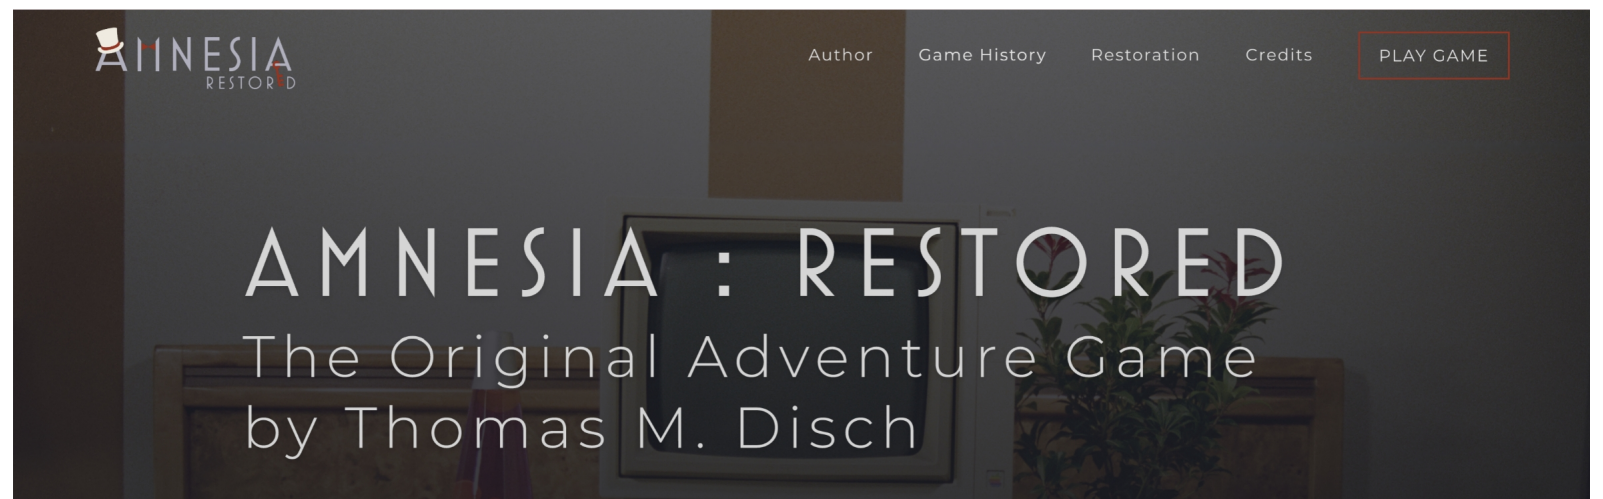 AMNESIA
RESTORED
Author
Game History
Restoration
Credits
PLAY GAME
AMNESIA : RESTORED
The Original Adventure Game
by Thomas M. Disch